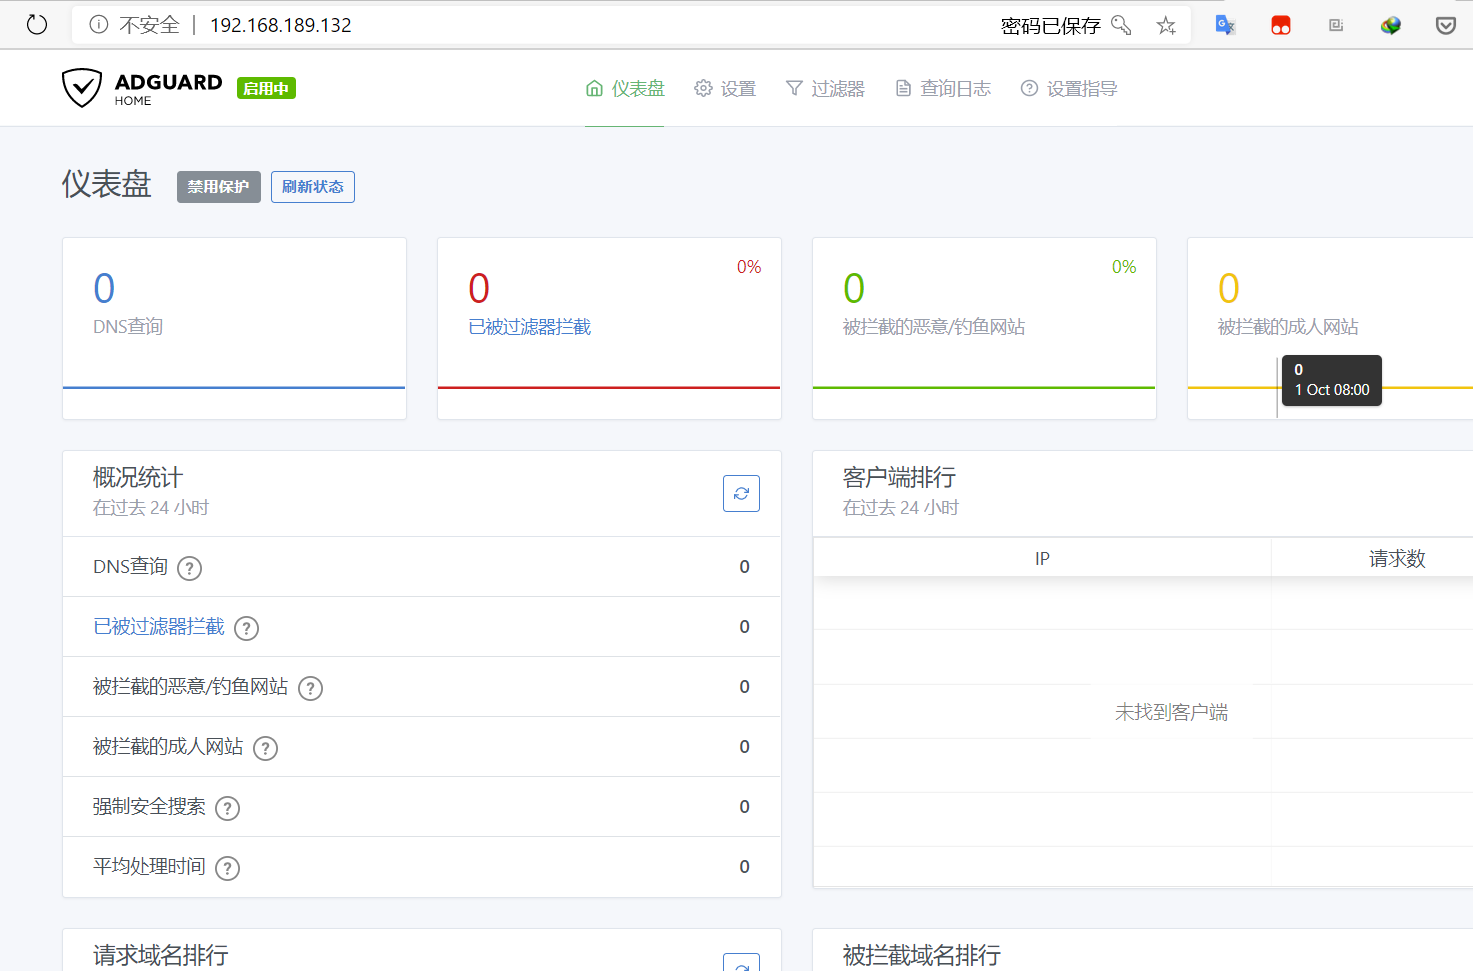 不安全 | 192.168.189.132 密码已保存
ADGUARD
HOME
启用中
仪表盘 设置 过滤器 查询日志 设置指导
仪表盘 禁用保护 刷新状态
0
DNS查询
0 0%
已被过滤器拦截
0 0%
被拦截的恶意/钓鱼网站
0
被拦截的成人网站
0
1 Oct 08:00
概况统计
在过去 24 小时
DNS查询 ? 0
已被过滤器拦截 ? 0
被拦截的恶意/钓鱼网站 ? 0
被拦截的成人网站 ? 0
强制安全搜索 ? 0
平均处理时间 ? 0
客户端排行
在过去 24 小时
IP 请求数
未找到客户端
请求域名排行
被拦截域名排行